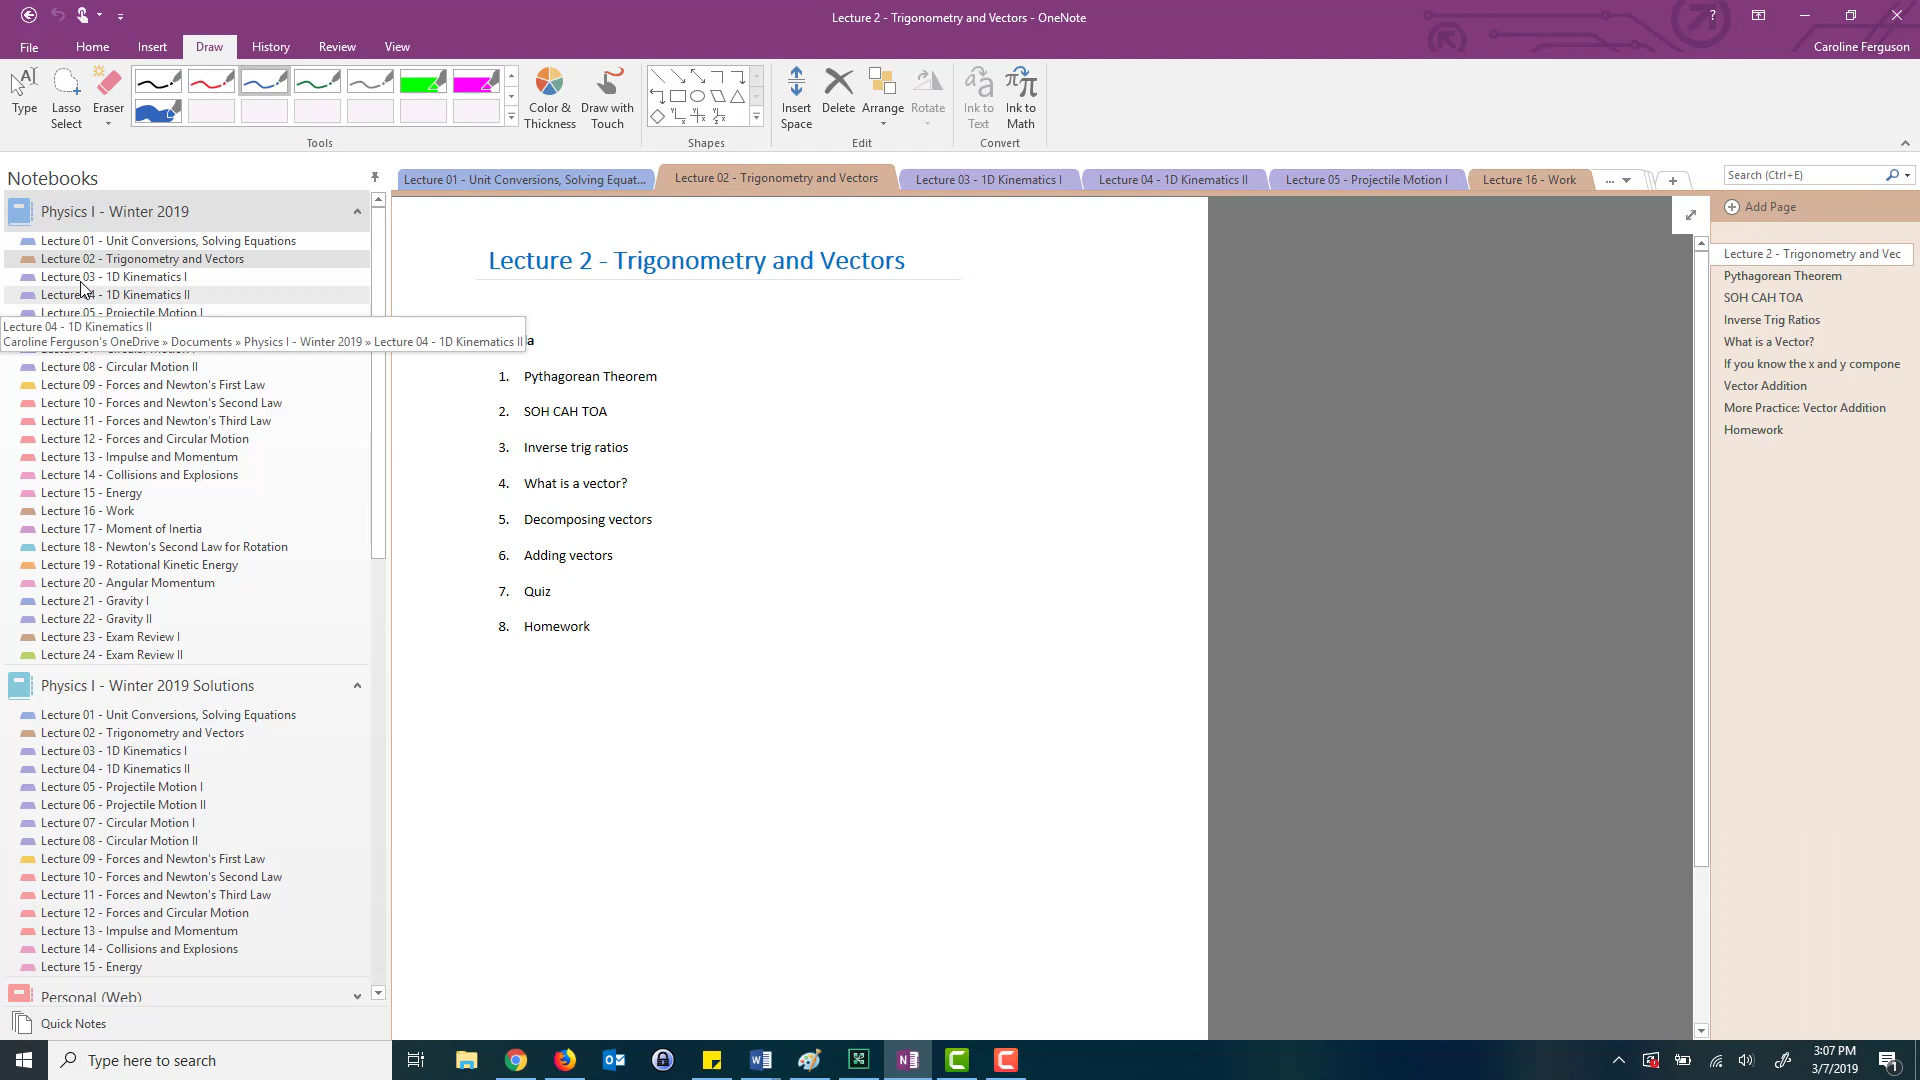 Lecture 2 - Trigonometry and Vectors - OneNote
?
File Home Insert Draw History Review View
Caroline Ferguson
Type
Lasso Select
Eraser
Color & Thickness
Draw with Touch
Insert Space
Delete
Arrange
Rotate
Ink to Text
Ink to Math
Tools
Shapes
Edit
Convert
Notebooks
Lecture 01 - Unit Conversions, Solving Equat...
Lecture 02 - Trigonometry and Vectors
Lecture 03 - 1D Kinematics I
Lecture 04 - 1D Kinematics II
Lecture 05 - Projectile Motion I
Lecture 16 - Work
...
Search (Ctrl+E)
Physics I - Winter 2019
Lecture 01 - Unit Conversions, Solving Equations
Lecture 02 - Trigonometry and Vectors
Lecture 03 - 1D Kinematics I
Lecture 04 - 1D Kinematics II
Lecture 05 - Projectile Motion I
Lecture 04 - 1D Kinematics II
Caroline Ferguson's OneDrive » Documents » Physics I - Winter 2019 » Lecture 04 - 1D Kinematics II
Lecture 08 - Circular Motion II
Lecture 09 - Forces and Newton's First Law
Lecture 10 - Forces and Newton's Second Law
Lecture 11 - Forces and Newton's Third Law
Lecture 12 - Forces and Circular Motion
Lecture 13 - Impulse and Momentum
Lecture 14 - Collisions and Explosions
Lecture 15 - Energy
Lecture 16 - Work
Lecture 17 - Moment of Inertia
Lecture 18 - Newton's Second Law for Rotation
Lecture 19 - Rotational Kinetic Energy
Lecture 20 - Angular Momentum
Lecture 21 - Gravity I
Lecture 22 - Gravity II
Lecture 23 - Exam Review I
Lecture 24 - Exam Review II
Physics I - Winter 2019 Solutions
Lecture 01 - Unit Conversions, Solving Equations
Lecture 02 - Trigonometry and Vectors
Lecture 03 - 1D Kinematics I
Lecture 04 - 1D Kinematics II
Lecture 05 - Projectile Motion I
Lecture 06 - Projectile Motion II
Lecture 07 - Circular Motion I
Lecture 08 - Circular Motion II
Lecture 09 - Forces and Newton's First Law
Lecture 10 - Forces and Newton's Second Law
Lecture 11 - Forces and Newton's Third Law
Lecture 12 - Forces and Circular Motion
Lecture 13 - Impulse and Momentum
Lecture 14 - Collisions and Explosions
Lecture 15 - Energy
Personal (Web)
Quick Notes
Lecture 2 - Trigonometry and Vectors
1. Pythagorean Theorem
2. SOH CAH TOA
3. Inverse trig ratios
4. What is a vector?
5. Decomposing vectors
6. Adding vectors
7. Quiz
8. Homework
Add Page
Lecture 2 - Trigonometry and Vec
Pythagorean Theorem
SOH CAH TOA
Inverse Trig Ratios
What is a Vector?
If you know the x and y compone
Vector Addition
More Practice: Vector Addition
Homework
Type here to search
3:07 PM
3/7/2019